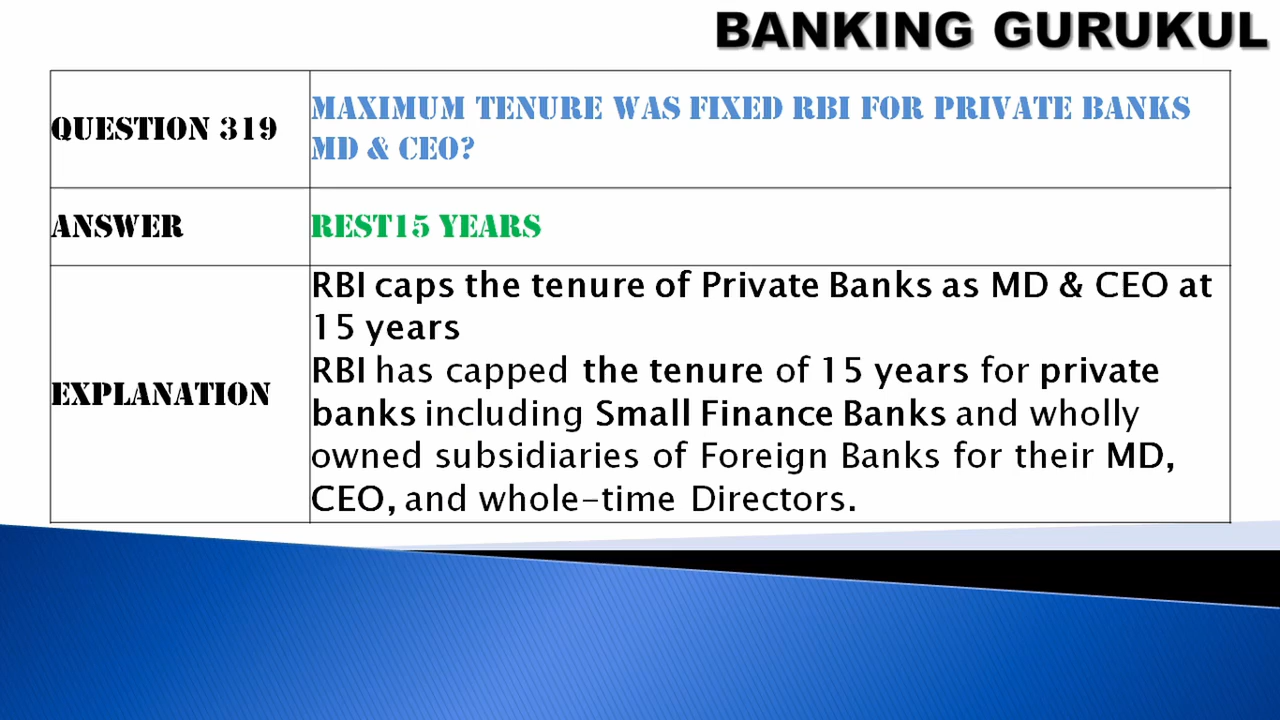 BANKING GURUKUL
QUESTION 319
MAXIMUM TENURE WAS FIXED RBI FOR PRIVATE BANKS
MD & CEO?
ANSWER
REST15 YEARS
EXPLANATION
RBI caps the tenure of Private Banks as MD & CEO at
15 years
RBI has capped the tenure of 15 years for private
banks including Small Finance Banks and wholly
owned subsidiaries of Foreign Banks for their MD,
CEO, and whole-time Directors.